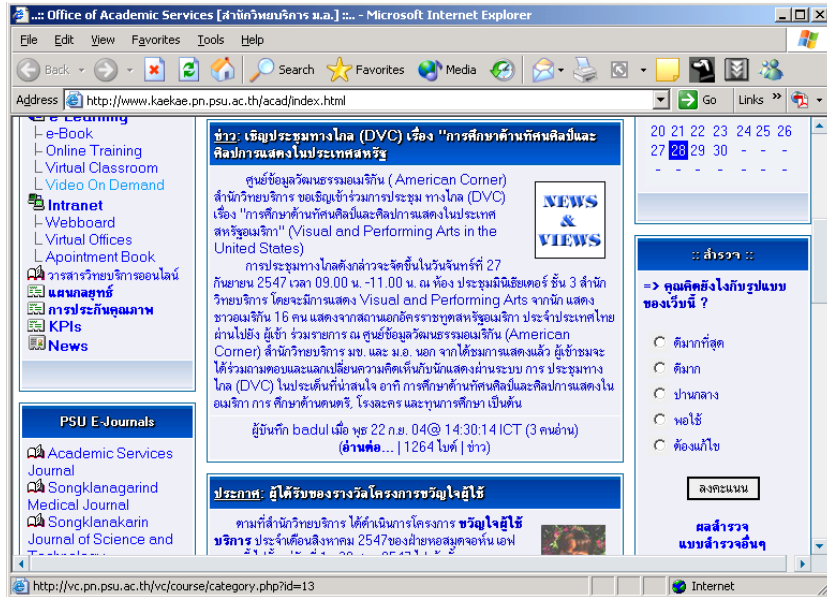 ..:: Office of Academic Services [สำนักวิทยบริการ ม.อ.] ::.. - Microsoft Internet Explorer
File Edit View Favorites Tools Help
Back Search Favorites Media
Address http://www.kaekae.pn.psu.ac.th/acad/index.html Go Links »
e-Learning
e-Book
Online Training
Virtual Classroom
Video On Demand
Intranet
Webboard
Virtual Offices
Apointment Book
วารสารวิทยบริการออนไลน์
แผนกลยุทธ์
การประกันคุณภาพ
KPIs
News
PSU E-Journals
Academic Services
Journal
Songklanagarind
Medical Journal
Songklanakarin
Journal of Science and
Technology
ข่าว: เชิญประชุมทางไกล (DVC) เรื่อง "การศึกษาด้านทัศนศิลป์และ
ศิลปการแสดงในประเทศสหรัฐ
ศูนย์ข้อมูลวัฒนธรรมอเมริกัน ( American Corner)
สำนักวิทยบริการ ขอเชิญเข้าร่วมการประชุม ทางไกล (DVC)
เรื่อง "การศึกษาด้านทัศนศิลป์และศิลปการแสดงในประเทศ
สหรัฐอเมริกา" (Visual and Performing Arts in the
United States)
NEWS
&
VIEWS
การประชุมทางไกลดังกล่าวจะจัดขึ้นในวันจันทร์ที่ 27
กันยายน 2547 เวลา 09.00 น. -11.00 น. ณ ห้อง ประชุมมินิเธียเตอร์ ชั้น 3 สำนัก
วิทยบริการ โดยจะมีการแสดง Visual and Performing Arts จากนัก แสดง
ชาวอเมริกัน 16 คน แสดงจากสถานเอกอัครราชทูตสหรัฐอเมริกา ประจำประเทศไทย
ผ่านไปยัง ผู้เข้า ร่วมรายการ ณ ศูนย์ข้อมูลวัฒนธรรมอเมริกัน (American
Corner) สำนักวิทยบริการ มข. และ ม.อ. นอก จากได้ชมการแสดงแล้ว ผู้เข้าชมจะ
ได้ร่วมถามตอบและแลกเปลี่ยนความคิดเห็นกับนักแสดงผ่านระบบ การ ประชุมทาง
ไกล (DVC) ในประเด็นที่น่าสนใจ อาทิ การศึกษาด้านทัศนศิลป์และศิลปการแสดงใน
อเมริกา การ ศึกษาด้านดนตรี, โรงละคร และทุนการศึกษา เป็นต้น
ผู้บันทึก badul เมื่อ พุธ 22 ก.ย. 04@ 14:30:14 ICT (3 คนอ่าน)
(อ่านต่อ... | 1264 ไบต์ | ข่าว)
ประกาศ: ผู้ได้รับของรางวัลโครงการขวัญใจผู้ใช้
ตามที่สำนักวิทยบริการ ได้ดำเนินการโครงการ ขวัญใจผู้ใช้
บริการ ประจำเดือนสิงหาคม 2547ของฝ่ายหอสมุดจอห์น เอฟ
20 21 22 23 24 25 26
27 28 29 30 - - -
- - - - - - -
:: สำรวจ ::
=> คุณคิดยังไงกับรูปแบบ
ของเว็บนี้ ?
ดีมากที่สุด
ดีมาก
ปานกลาง
พอใช้
ต้องแก้ไข
ลงคะแนน
ผลสำรวจ
แบบสำรวจอื่นๆ
http://vc.pn.psu.ac.th/vc/course/category.php?id=13 Internet